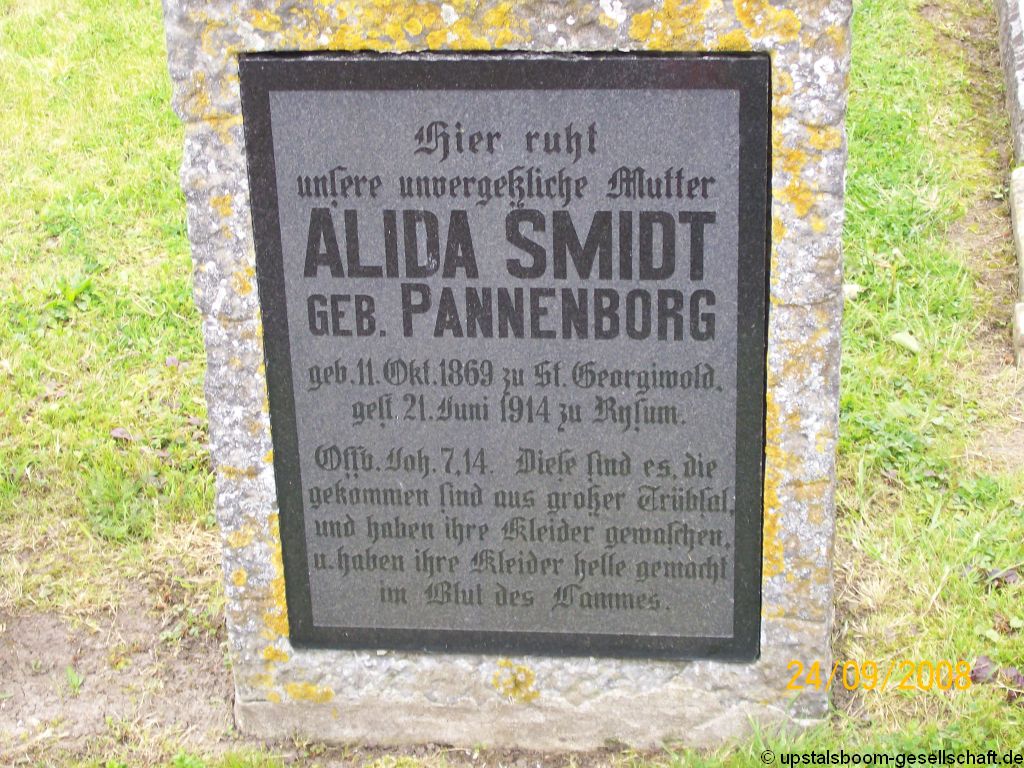 Hier ruht
unsere unvergeßliche Mutter
ALIDA SMIDT
GEB. PANNENBORG
geb. 11. Okt. 1869 zu St. Georgiwold,
gest. 21. Juni 1914 zu Rysum.
Offb. Joh. 7,14. Diese sind es, die
gekommen sind aus großer Trübsal,
und haben ihre Kleider gewaschen,
u. haben ihre Kleider helle gemacht
im Blut des Lammes.
24/09/2008
© upstalsboom-gesellschaft.de